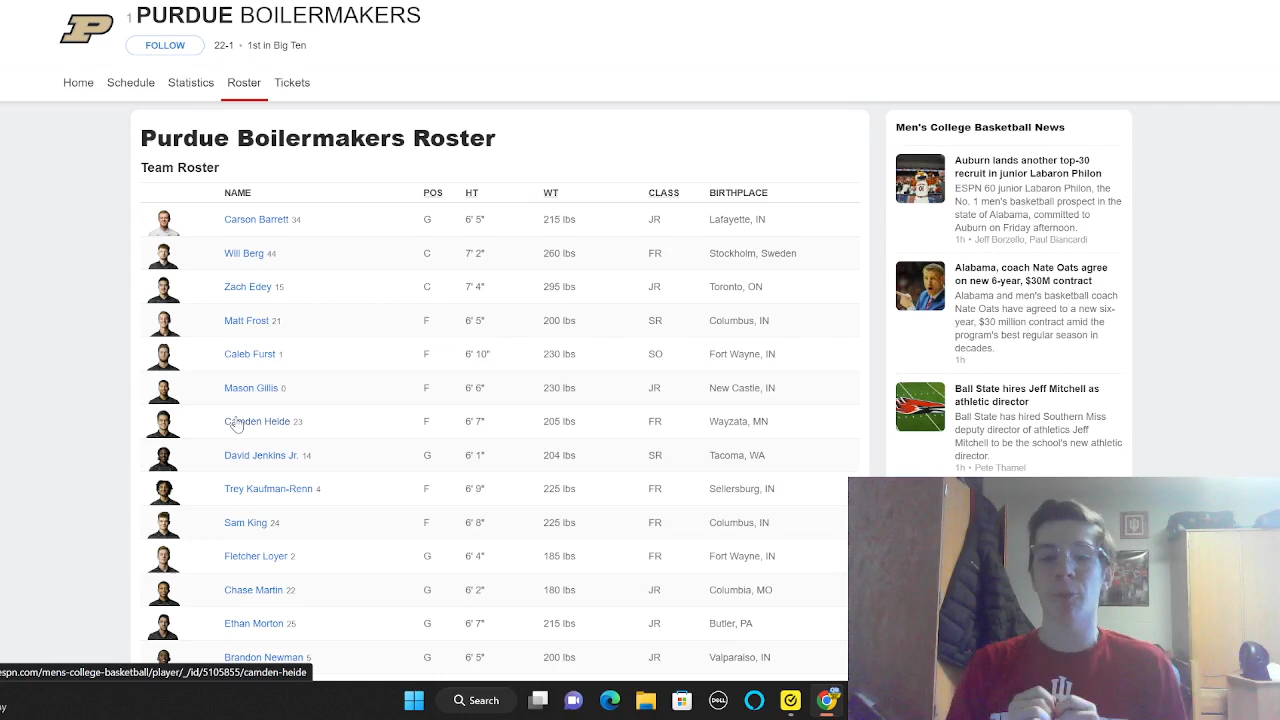 1 PURDUE BOILERMAKERS
FOLLOW 22-1 • 1st in Big Ten
Home Schedule Statistics Roster Tickets
Purdue Boilermakers Roster
Team Roster
NAME POS HT WT CLASS BIRTHPLACE
Carson Barrett 34 G 6' 5" 215 lbs JR Lafayette, IN
Will Berg 44 C 7' 2" 260 lbs FR Stockholm, Sweden
Zach Edey 15 C 7' 4" 295 lbs JR Toronto, ON
Matt Frost 21 F 6' 5" 200 lbs SR Columbus, IN
Caleb Furst 1 F 6' 10" 230 lbs SO Fort Wayne, IN
Mason Gillis 0 F 6' 6" 230 lbs JR New Castle, IN
Camden Heide 23 F 6' 7" 205 lbs FR Wayzata, MN
David Jenkins Jr. 14 G 6' 1" 204 lbs SR Tacoma, WA
Trey Kaufman-Renn 4 F 6' 9" 225 lbs FR Sellersburg, IN
Sam King 24 F 6' 8" 225 lbs FR Columbus, IN
Fletcher Loyer 2 G 6' 4" 185 lbs FR Fort Wayne, IN
Chase Martin 22 G 6' 2" 180 lbs JR Columbia, MO
Ethan Morton 25 G 6' 7" 215 lbs JR Butler, PA
Brandon Newman 5 G 6' 5" 200 lbs JR Valparaiso, IN
Men's College Basketball News
Auburn lands another top-30
recruit in junior Labaron Philon
ESPN 60 junior Labaron Philon, the
No. 1 men's basketball prospect in the
state of Alabama, committed to
Auburn on Friday afternoon.
1h • Jeff Borzello, Paul Biancardi
Alabama, coach Nate Oats agree
on new 6-year, $30M contract
Alabama and men's basketball coach
Nate Oats have agreed to a new six-
year, $30 million contract amid the
program's best regular season in
decades.
1h
Ball State hires Jeff Mitchell as
athletic director
Ball State has hired Southern Miss
deputy director of athletics Jeff
Mitchell to be the school's new athletic
director.
1h • Pete Thamel
espn.com/mens-college-basketball/player/_/id/5105855/camden-heide
Search
DELL